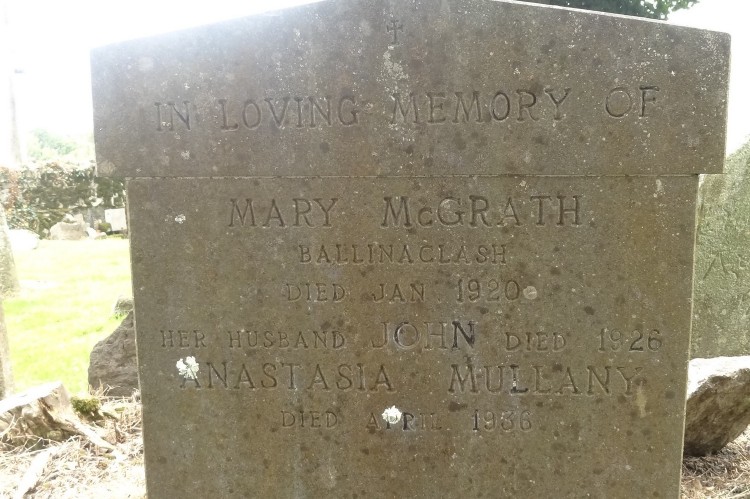 IN LOVING MEMORY OF
MARY McGRATH
BALLINACLASH
DIED JAN 1920
HER HUSBAND JOHN DIED 1926
ANASTASIA MULLANY
DIED APRIL 1936